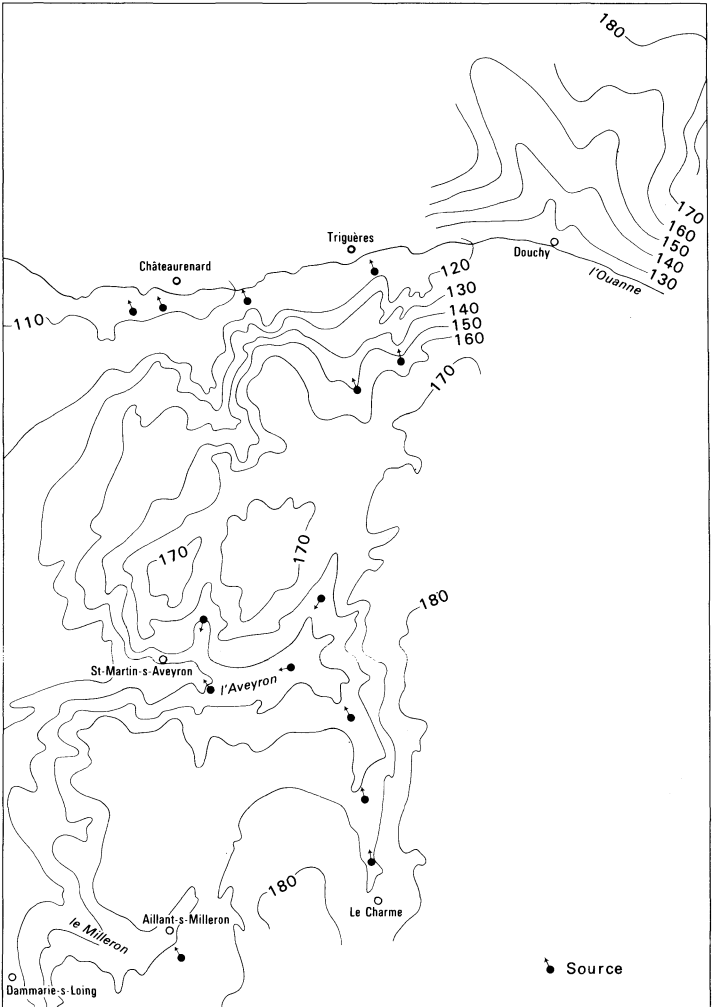 180
170
160
150
140
130
Triguères
Douchy
l'Ouanne
Châteaurenard
120
130
140
150
160
110
170
170
170
180
St-Martin-s-Aveyron
l'Aveyron
180
Le Charme
Aillant-s-Milleron
le Milleron
Source
Dammarie-s-Loing